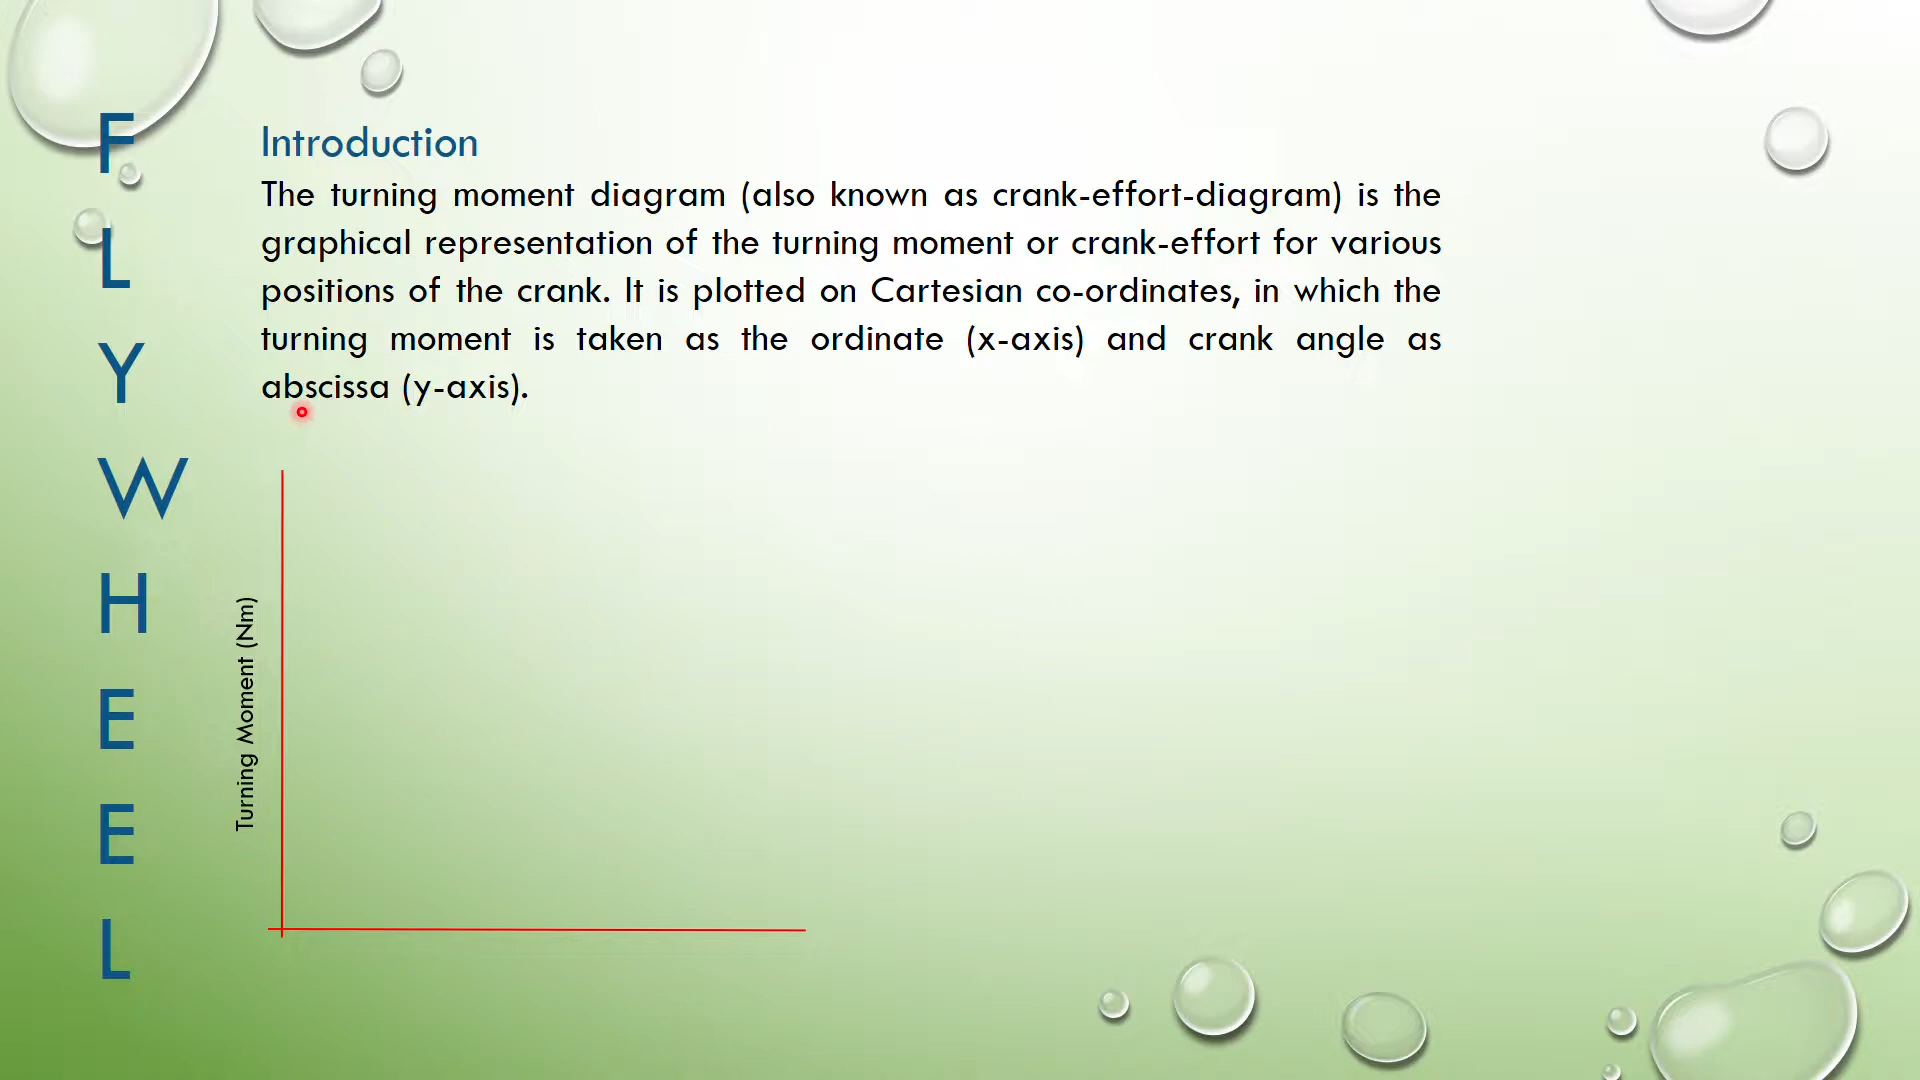 F
L
Y
W
H
E
E
L
Introduction
The turning moment diagram (also known as crank-effort-diagram) is the
graphical representation of the turning moment or crank-effort for various
positions of the crank. It is plotted on Cartesian co-ordinates, in which the
turning moment is taken as the ordinate (x-axis) and crank angle as
abscissa (y-axis).
Turning Moment (Nm)